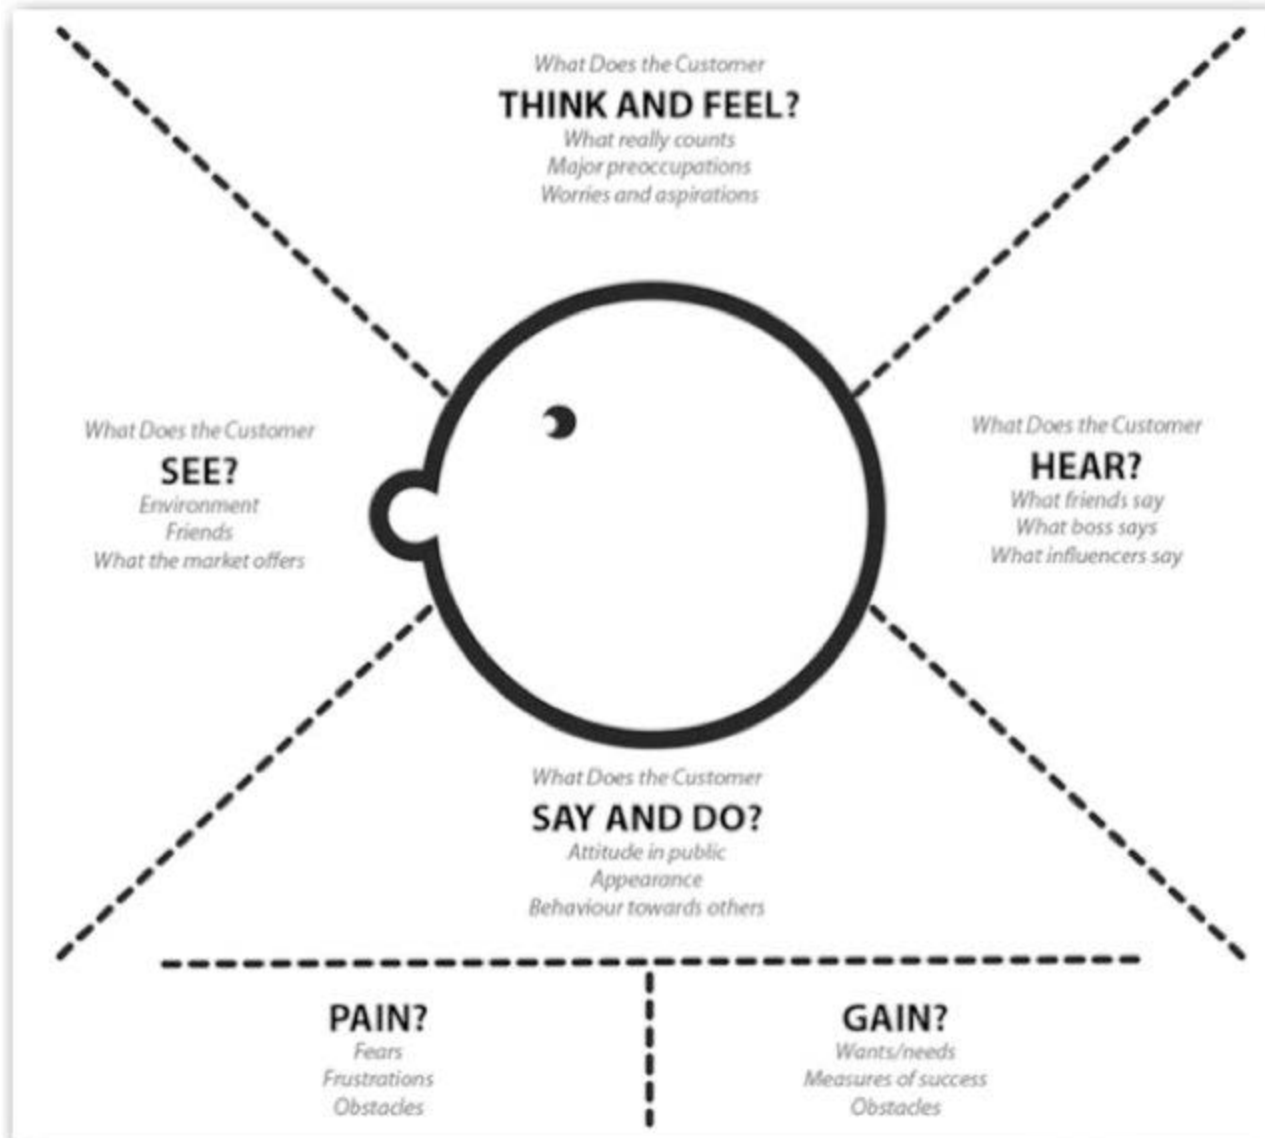 What Does the Customer
THINK AND FEEL?
What really counts
Major preoccupations
Worries and aspirations
What Does the Customer
SEE?
Environment
Friends
What the market offers
What Does the Customer
HEAR?
What friends say
What boss says
What influencers say
What Does the Customer
SAY AND DO?
Attitude in public
Appearance
Behaviour towards others
PAIN?
Fears
Frustrations
Obstacles
GAIN?
Wants/needs
Measures of success
Obstacles